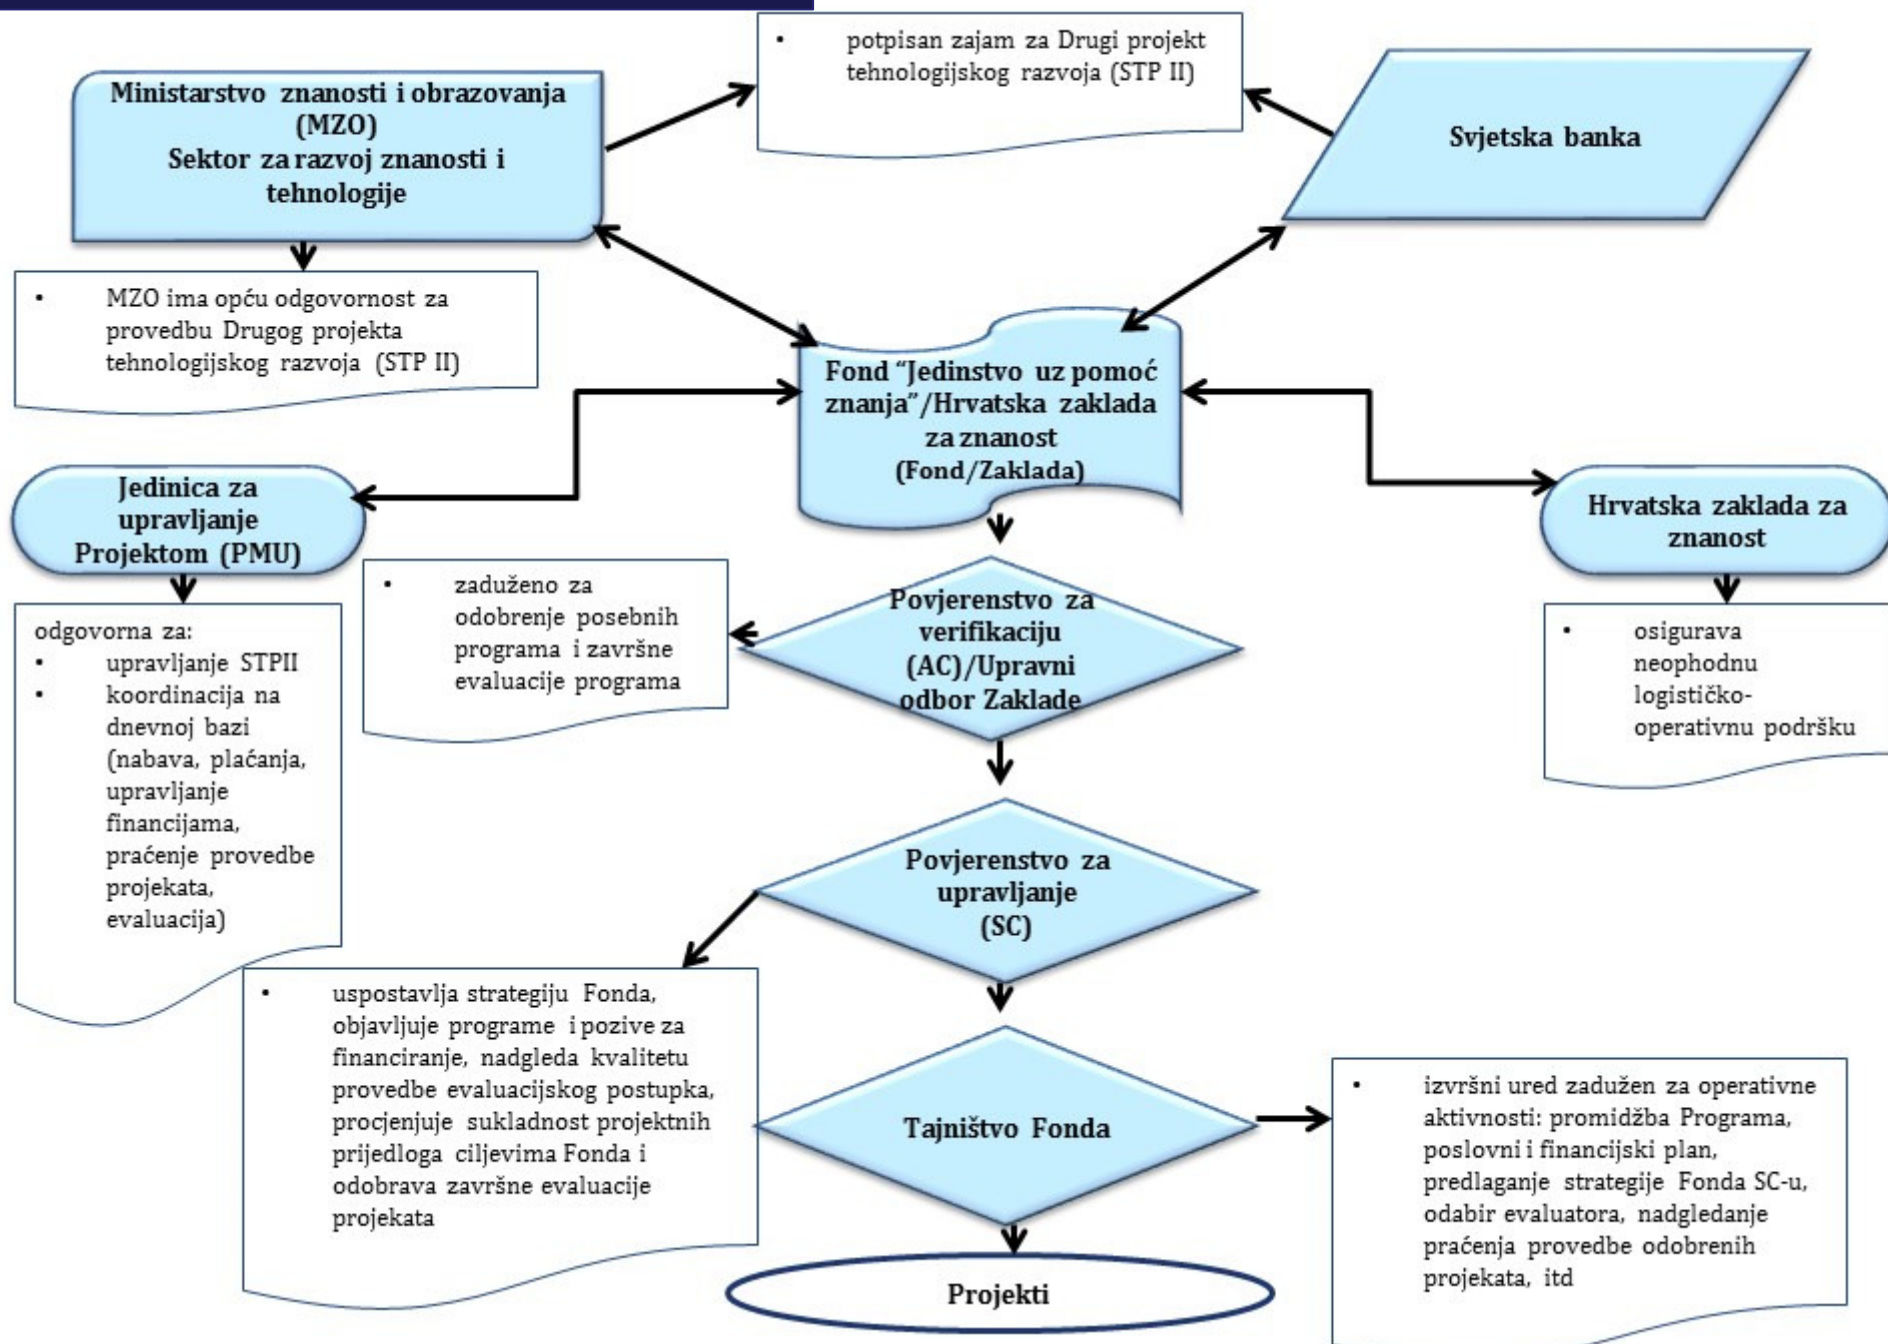 • potpisan zajam za Drugi projekt
tehnologijskog razvoja (STP II)
Ministarstvo znanosti i obrazovanja
(MZO)
Sektor za razvoj znanosti i
tehnologije
Svjetska banka
• MZO ima opću odgovornost za
provedbu Drugog projekta
tehnologijskog razvoja (STP II)
Fond “Jedinstvo uz pomoć
znanja”/Hrvatska zaklada
za znanost
(Fond/Zaklada)
Jedinica za
upravljanje
Projektom (PMU)
Hrvatska zaklada za
znanost
odgovorna za:
• upravljanje STPII
• koordinacija na
dnevnoj bazi
(nabava, plaćanja,
upravljanje
financijama,
praćenje provedbe
projekata,
evaluacija)
• zaduženo za
odobrenje posebnih
programa i završne
evaluacije programa
Povjerenstvo za
verifikaciju
(AC)/Upravni
odbor Zaklade
• osigurava
neophodnu
logističko-
operativnu podršku
Povjerenstvo za
upravljanje
(SC)
• uspostavlja strategiju Fonda,
objavljuje programe i pozive za
financiranje, nadgleda kvalitetu
provedbe evaluacijskog postupka,
procjenjuje sukladnost projektnih
prijedloga ciljevima Fonda i
odobrava završne evaluacije
projekata
Tajništvo Fonda
• izvršni ured zadužen za operativne
aktivnosti: promidžba Programa,
poslovni i financijski plan,
predlaganje strategije Fonda SC-u,
odabir evaluatora, nadgledanje
praćenja provedbe odobrenih
projekata, itd
Projekti